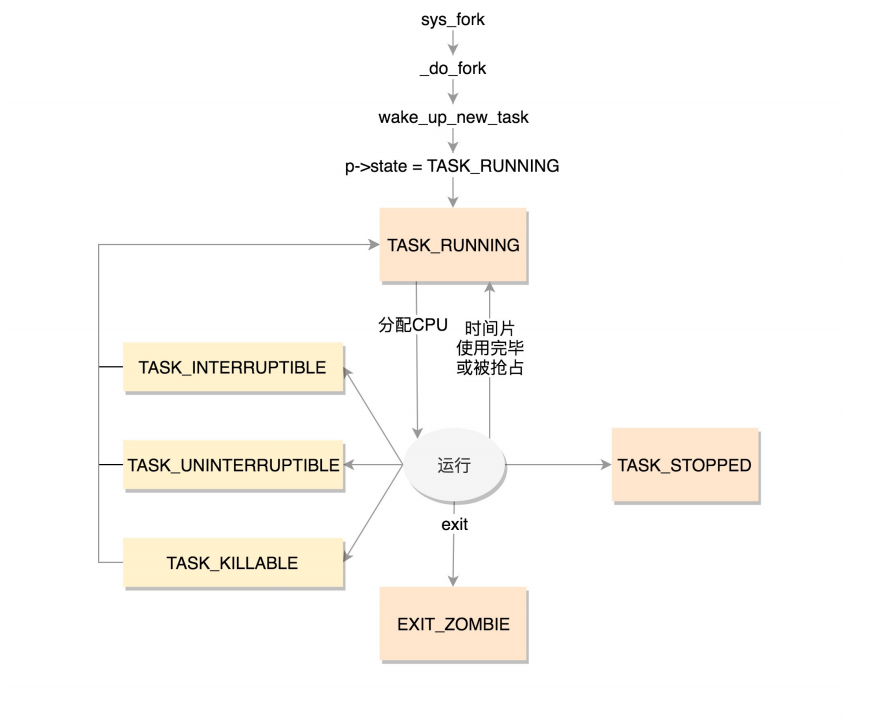 sys_fork
_do_fork
wake_up_new_task
p->state = TASK_RUNNING
TASK_RUNNING
分配CPU
时间片
使用完毕
或被抢占
TASK_INTERRUPTIBLE
TASK_UNINTERRUPTIBLE
运行
TASK_STOPPED
exit
TASK_KILLABLE
EXIT_ZOMBIE